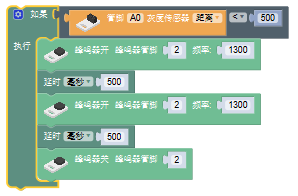 如果 管脚 A0 灰度传感器 距离 < 500
执行 蜂鸣器开 蜂鸣器管脚 2 频率: 1300
延时 毫秒 500
蜂鸣器开 蜂鸣器管脚 2 频率: 1300
延时 毫秒 500
蜂鸣器关 蜂鸣器管脚 2